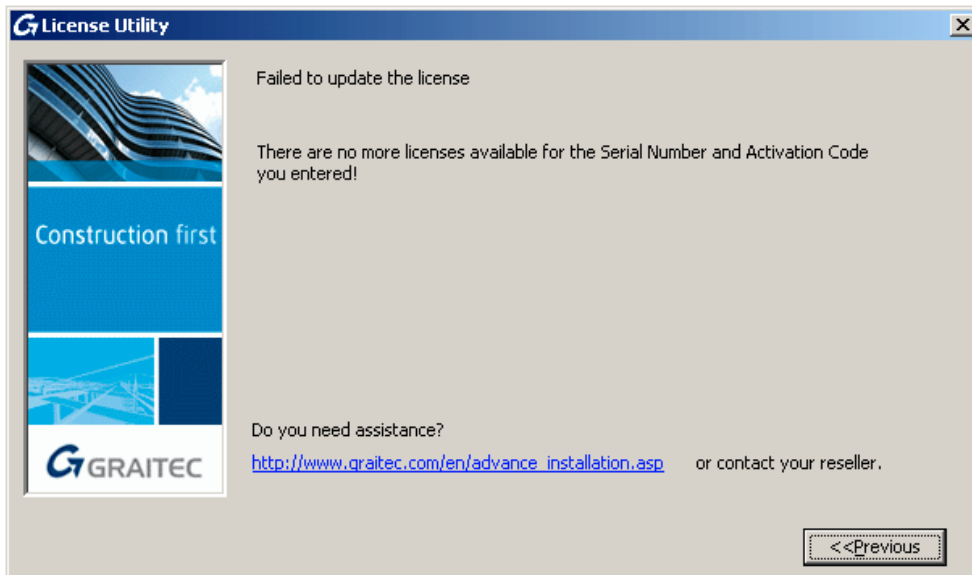 License Utility
Failed to update the license
There are no more licenses available for the Serial Number and Activation Code
you entered!
Construction first
Do you need assistance?
http://www.graitec.com/en/advance_installation.asp or contact your reseller.
GRAITEC
<<Previous